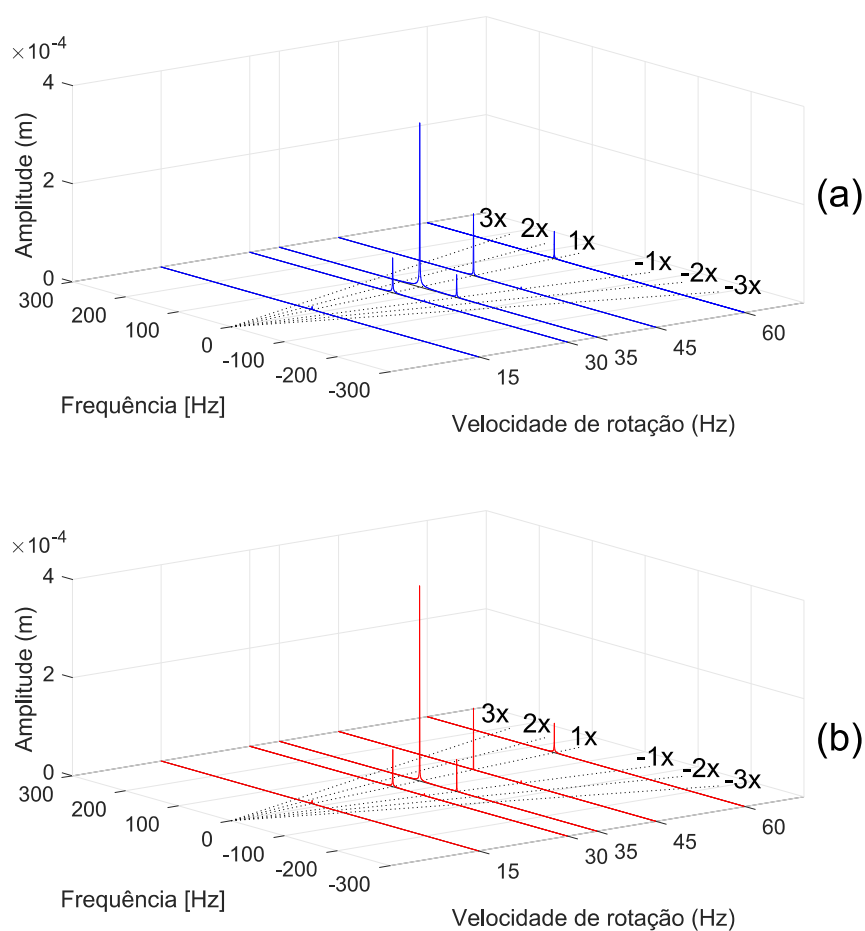 ×10⁻⁴
4
2
0
Amplitude (m)
300
200
100
0
-100
-200
-300
Frequência [Hz]
15
30
35
45
60
Velocidade de rotação (Hz)
3x
2x
1x
-1x
-2x
-3x
(a)
×10⁻⁴
4
2
0
Amplitude (m)
300
200
100
0
-100
-200
-300
Frequência [Hz]
15
30
35
45
60
Velocidade de rotação (Hz)
3x
2x
1x
-1x
-2x
-3x
(b)